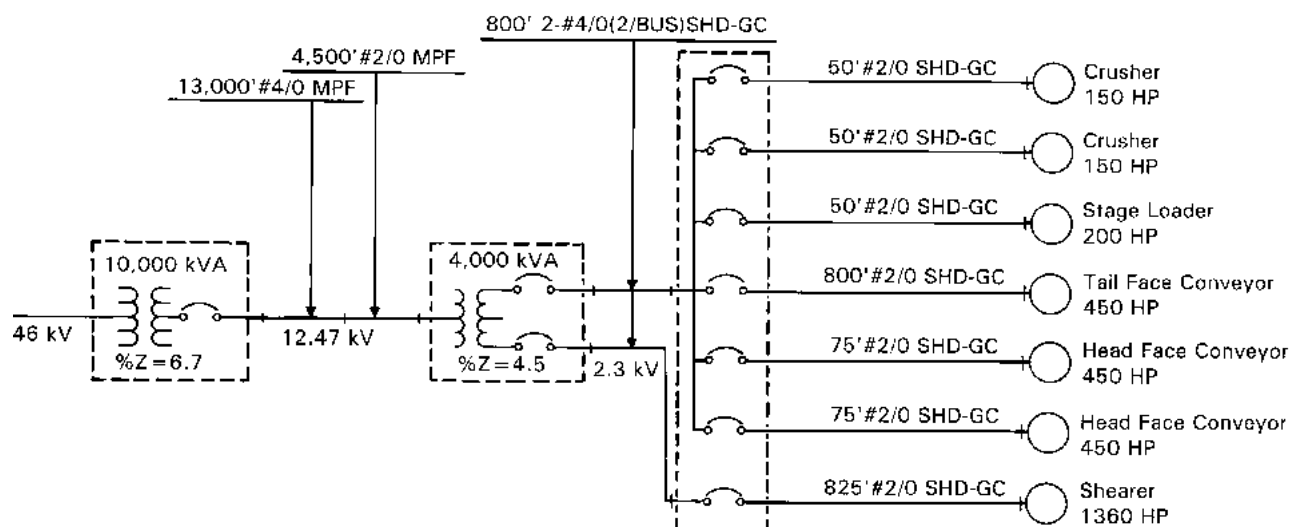 800' 2-#4/0(2/BUS)SHD-GC
4,500'#2/0 MPF
13,000'#4/0 MPF
50'#2/0 SHD-GC
Crusher
150 HP
50'#2/0 SHD-GC
Crusher
150 HP
50'#2/0 SHD-GC
Stage Loader
200 HP
10,000 kVA
4,000 kVA
800'#2/0 SHD-GC
Tail Face Conveyor
450 HP
46 kV
12.47 kV
%Z=6.7
%Z=4.5
2.3 kV
75'#2/0 SHD-GC
Head Face Conveyor
450 HP
75'#2/0 SHD-GC
Head Face Conveyor
450 HP
825'#2/0 SHD-GC
Shearer
1360 HP